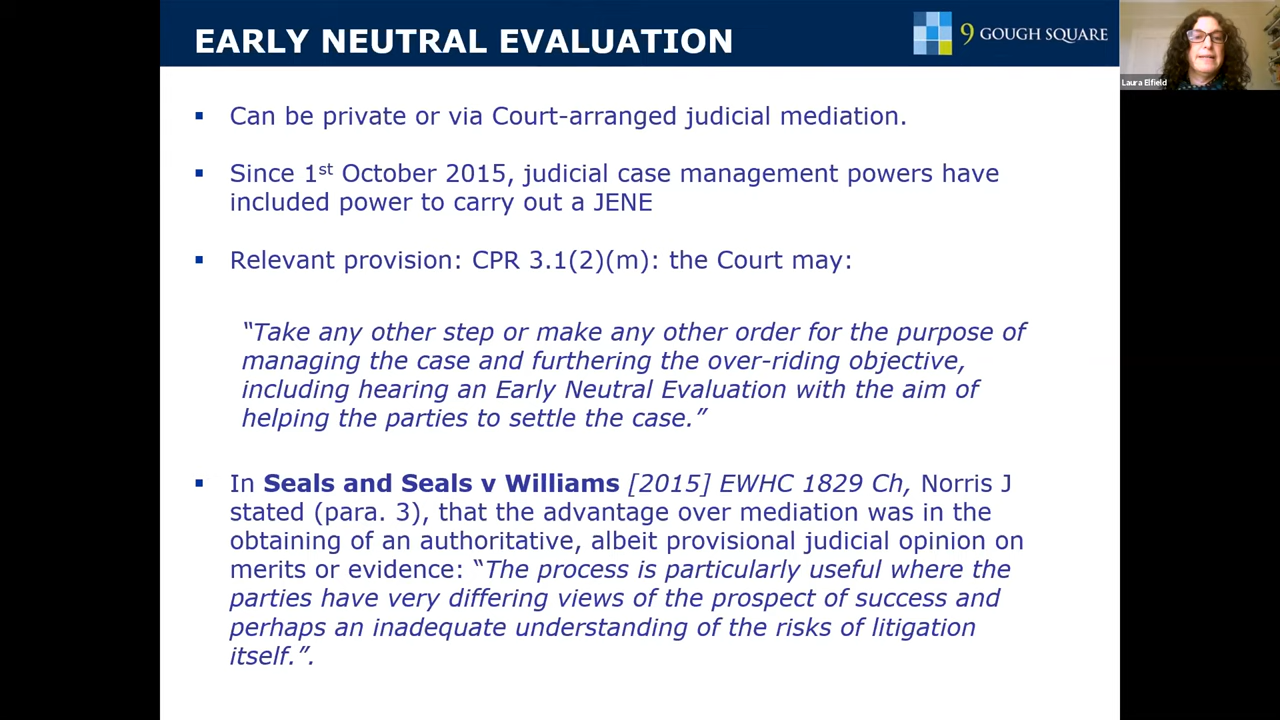 EARLY NEUTRAL EVALUATION
9 GOUGH SQUARE
Laura Elfield
▪ Can be private or via Court-arranged judicial mediation.
▪ Since 1st October 2015, judicial case management powers have
included power to carry out a JENE
▪ Relevant provision: CPR 3.1(2)(m): the Court may:
“Take any other step or make any other order for the purpose of
managing the case and furthering the over-riding objective,
including hearing an Early Neutral Evaluation with the aim of
helping the parties to settle the case.”
▪ In Seals and Seals v Williams [2015] EWHC 1829 Ch, Norris J
stated (para. 3), that the advantage over mediation was in the
obtaining of an authoritative, albeit provisional judicial opinion on
merits or evidence: “The process is particularly useful where the
parties have very differing views of the prospect of success and
perhaps an inadequate understanding of the risks of litigation
itself.”.